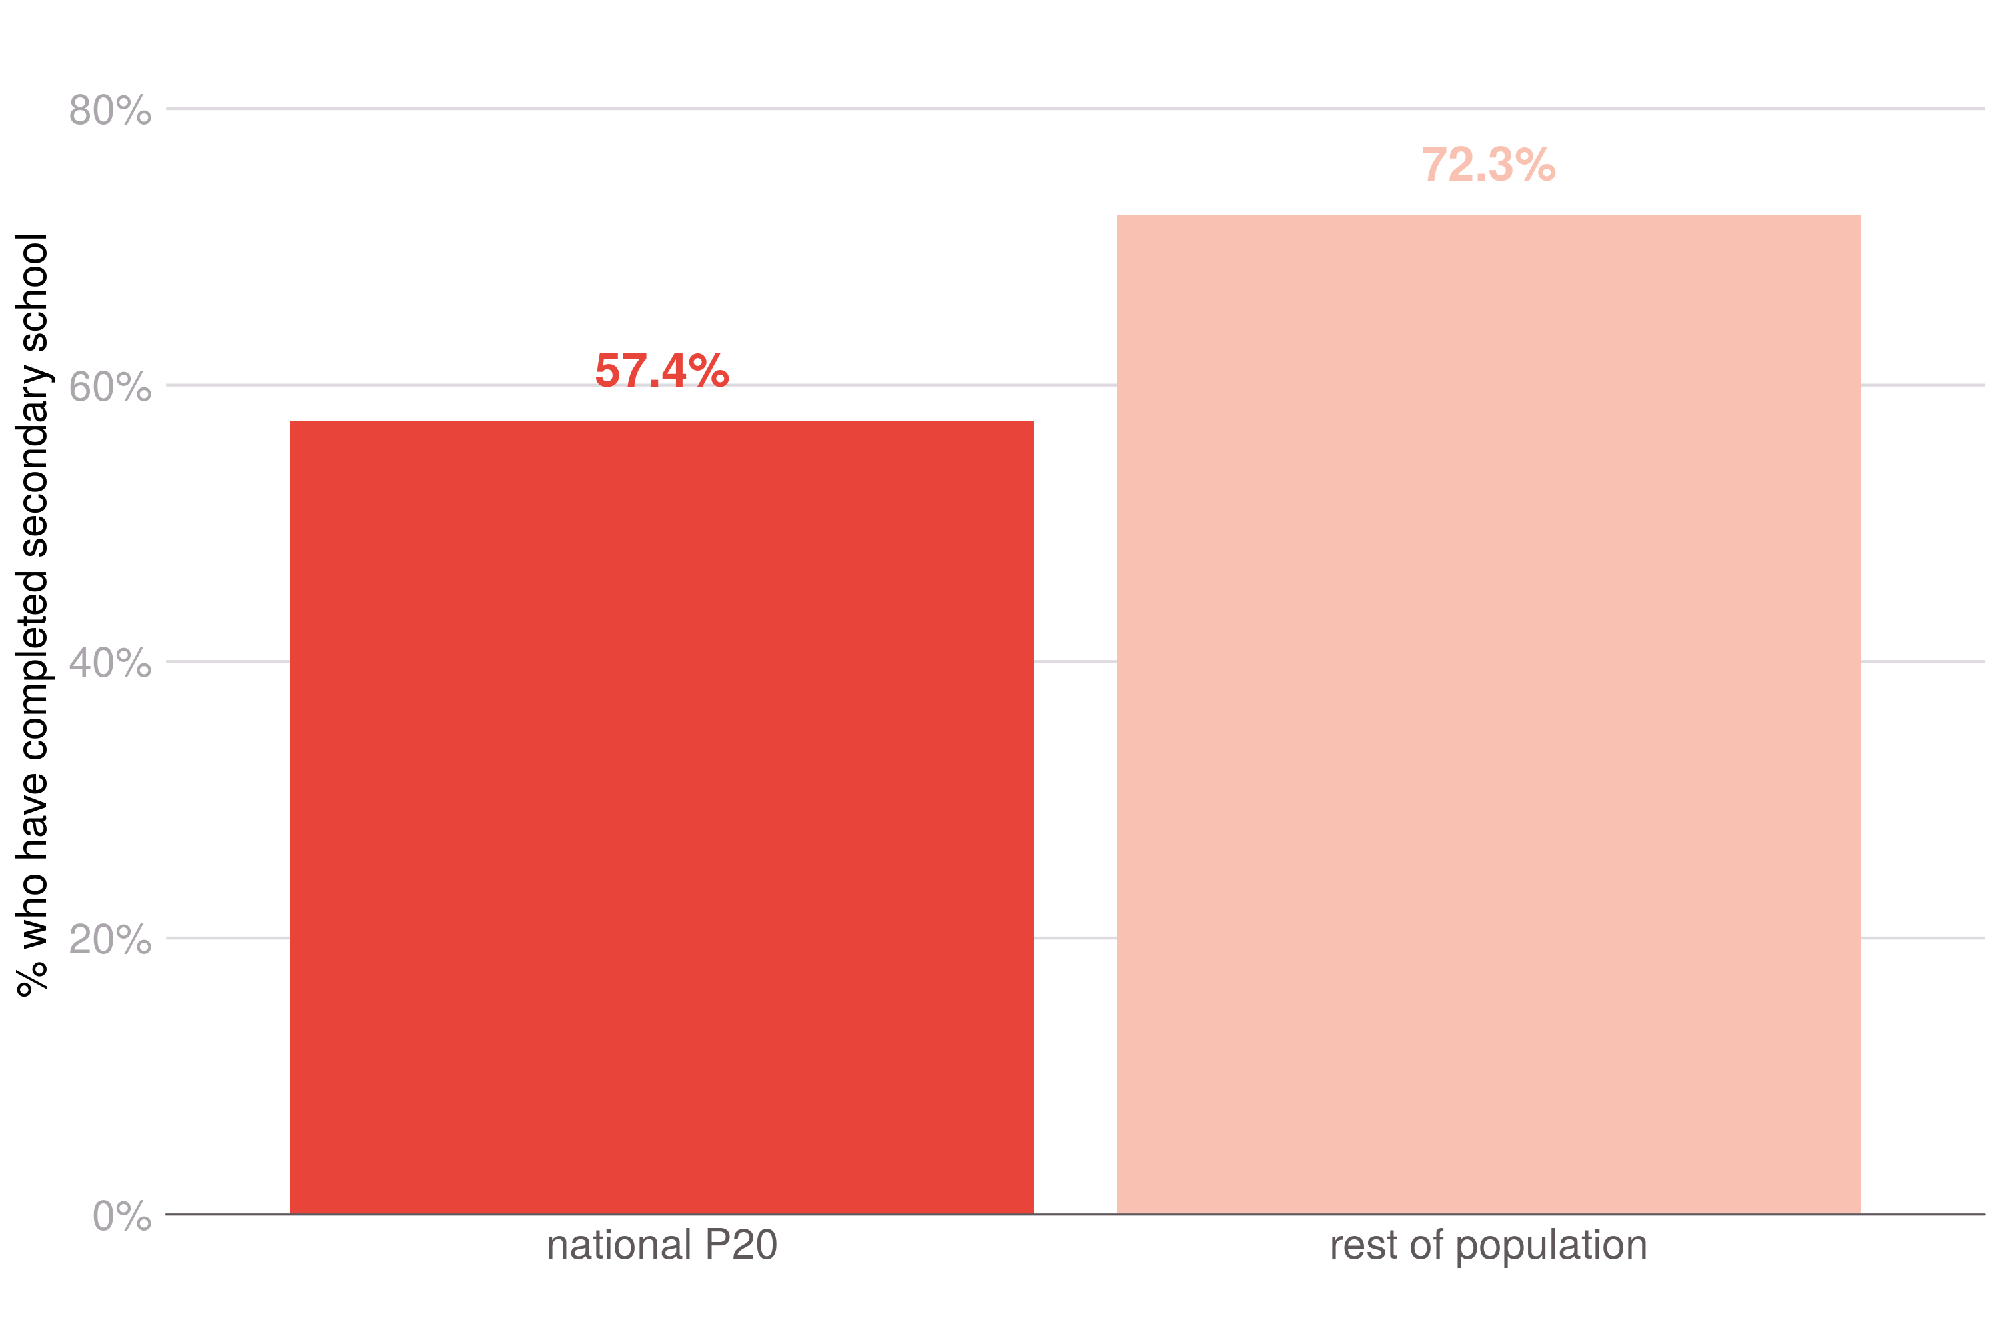 % who have completed secondary school
80%
60%
40%
20%
0%
57.4%
72.3%
national P20
rest of population